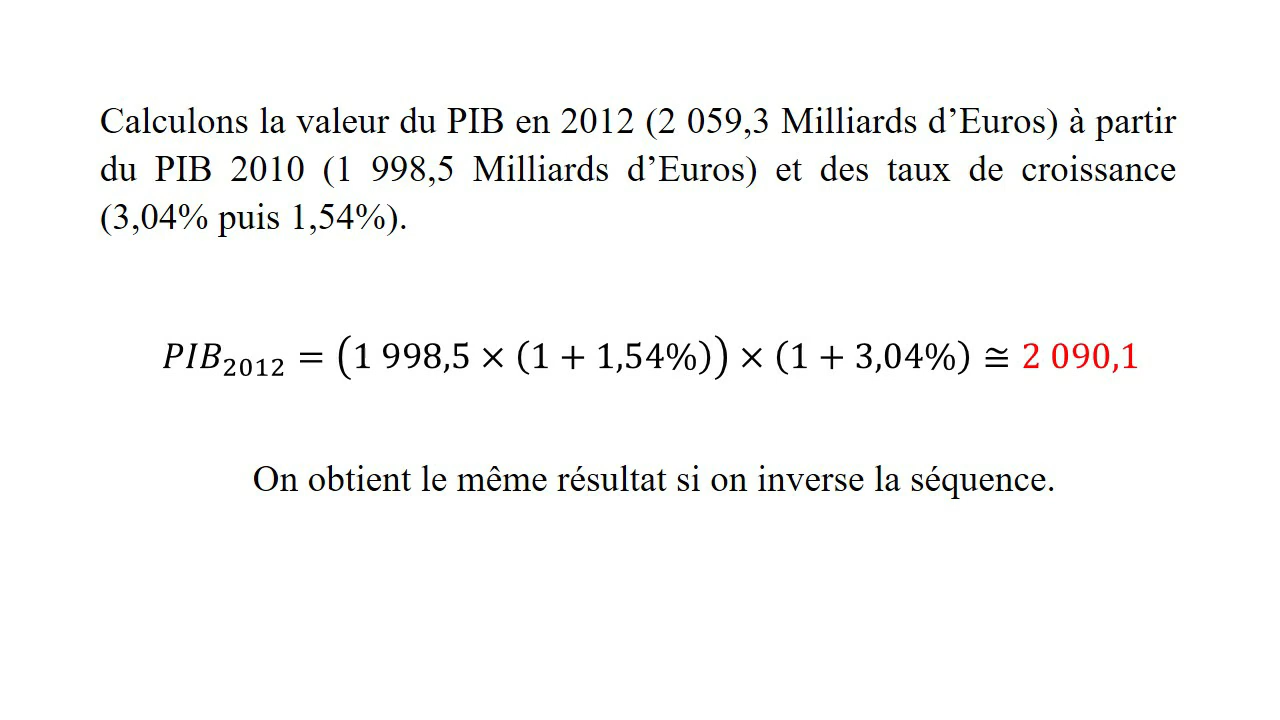 Calculons la valeur du PIB en 2012 (2 059,3 Milliards d’Euros) à partir
du PIB 2010 (1 998,5 Milliards d’Euros) et des taux de croissance
(3,04% puis 1,54%).
𝑃𝐼𝐵₂₀₁₂ = (1 998,5 × (1 + 1,54%)) × (1 + 3,04%) ≅ 2 090,1
On obtient le même résultat si on inverse la séquence.